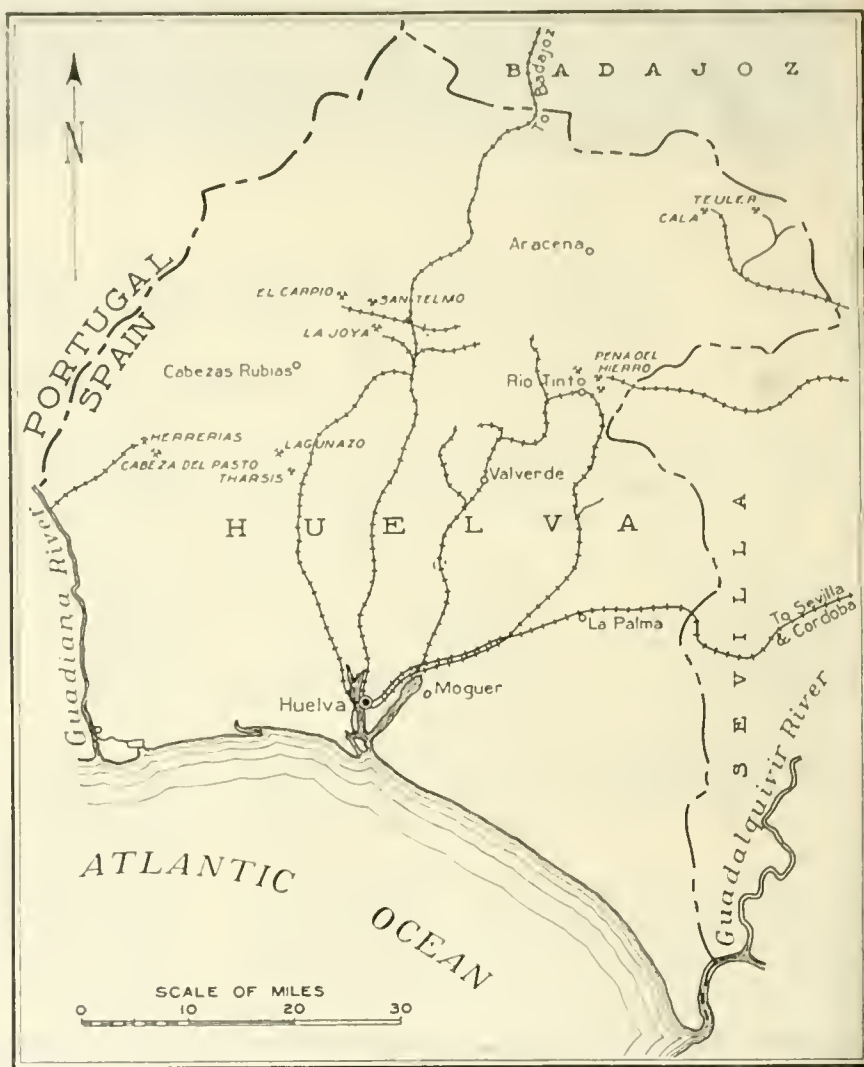 To Badajoz
BADAJOZ
N
TEULER
CALA
Aracena
EL CARPIO
SAN TELMO
LA JOYA
PORTUGAL
SPAIN
Cabezas Rubias
PENA DEL
HIERRO
Rio Tinto
HERRERIAS
LAGUNAZO
CABEZA DEL PASTO
THARSIS
Valverde
HUELVA
Guadiana River
SEVILLA
To Sevilla
& Cordoba
La Palma
Huelva
Moguer
Guadalquivir River
ATLANTIC
OCEAN
SCALE OF MILES
0 10 20 30